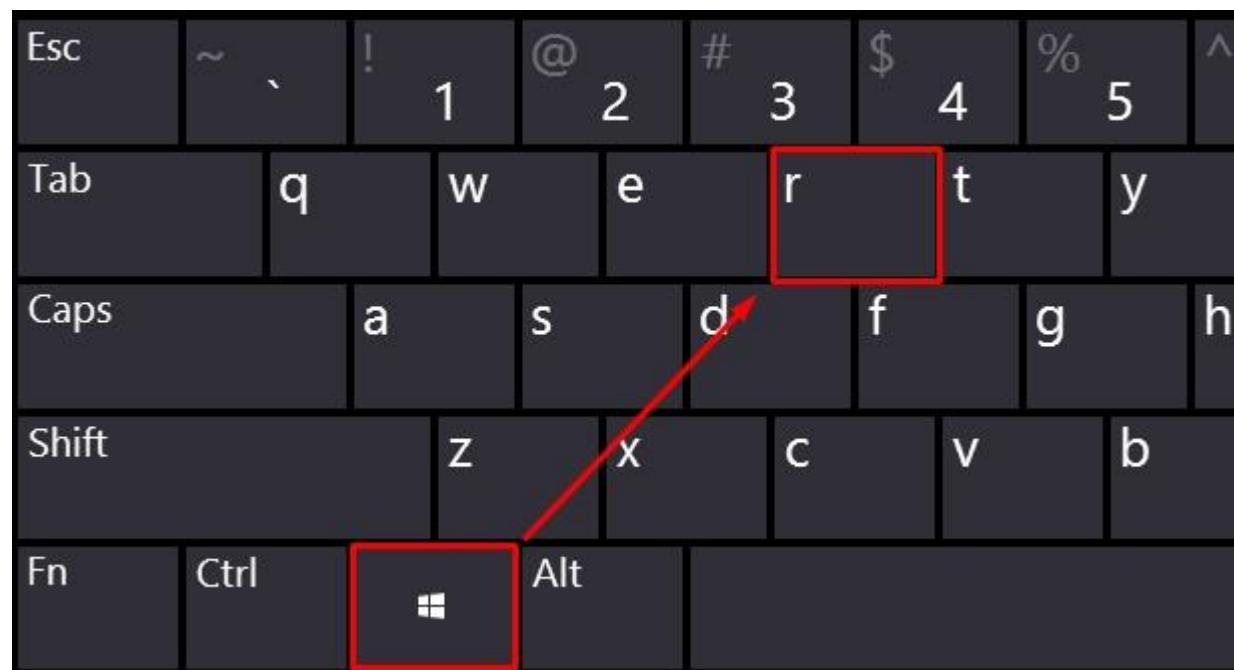 Esc ~ ` ! 1 @ 2 # 3 $ 4 % 5 ^
Tab q w e r t y
Caps a s d f g h
Shift z x c v b
Fn Ctrl Alt